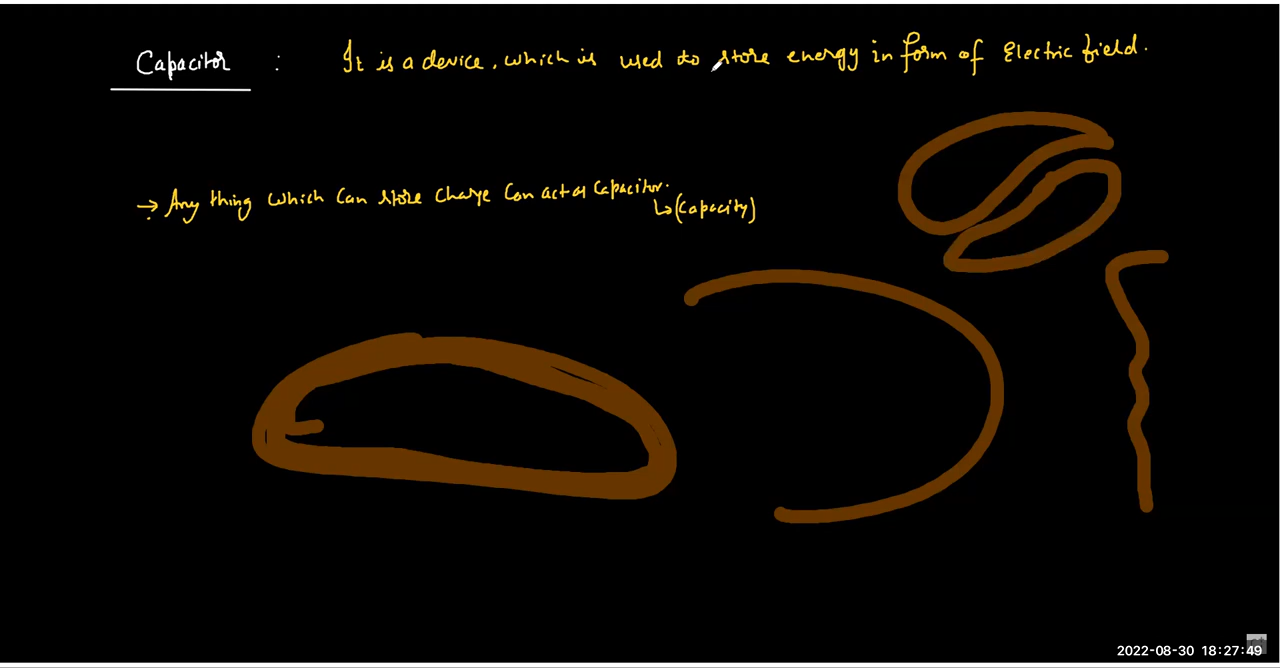 Capacitor : It is a device, which is used to store energy in form of Electric field.
→ Any thing which can store charge can act as capacitor.
↳ (capacity)
2022-08-30 18:27:49